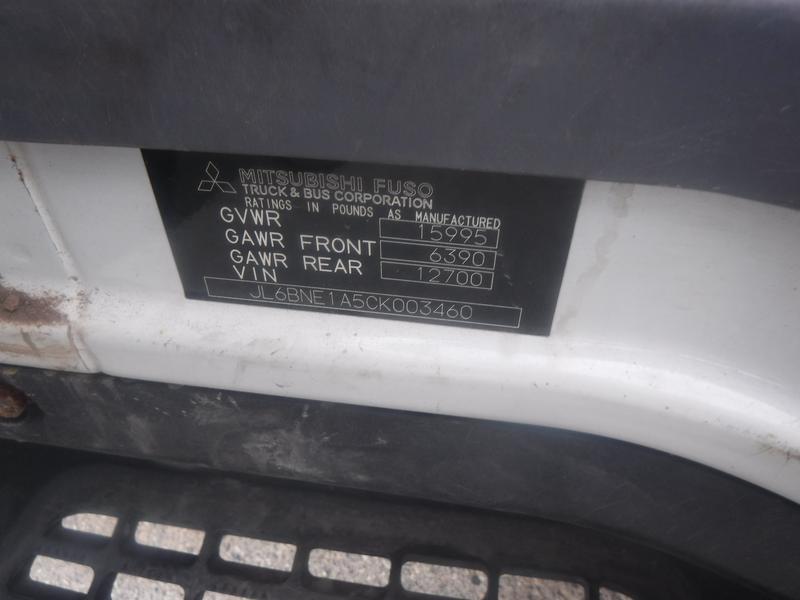 MITSUBISHI FUSO
TRUCK & BUS CORPORATION
RATINGS IN POUNDS AS MANUFACTURED
GVWR 15995
GAWR FRONT 6390
GAWR REAR 12700
VIN
JL6BNE1A5CK003460